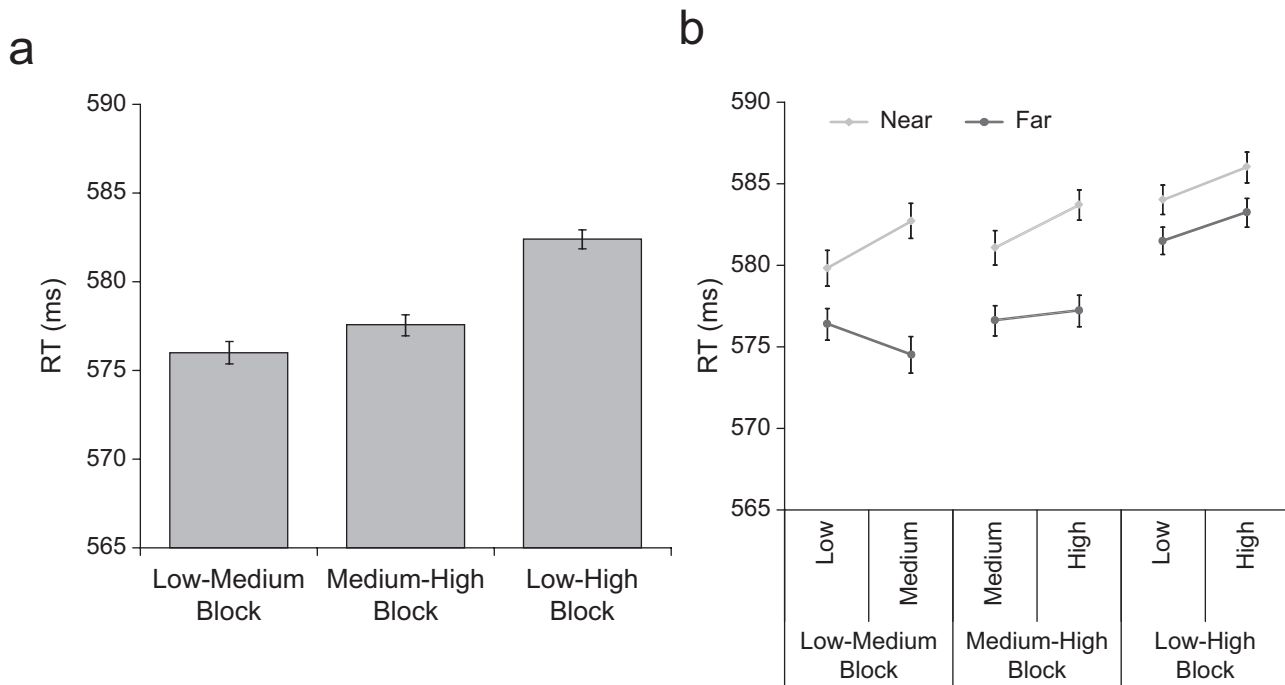 a
590
585
580
575
570
565
RT (ms)
Low-Medium
Block
Medium-High
Block
Low-High
Block
b
590
585
580
575
570
565
RT (ms)
Near
Far
Low
Medium
Medium
High
Low
High
Low-Medium
Block
Medium-High
Block
Low-High
Block